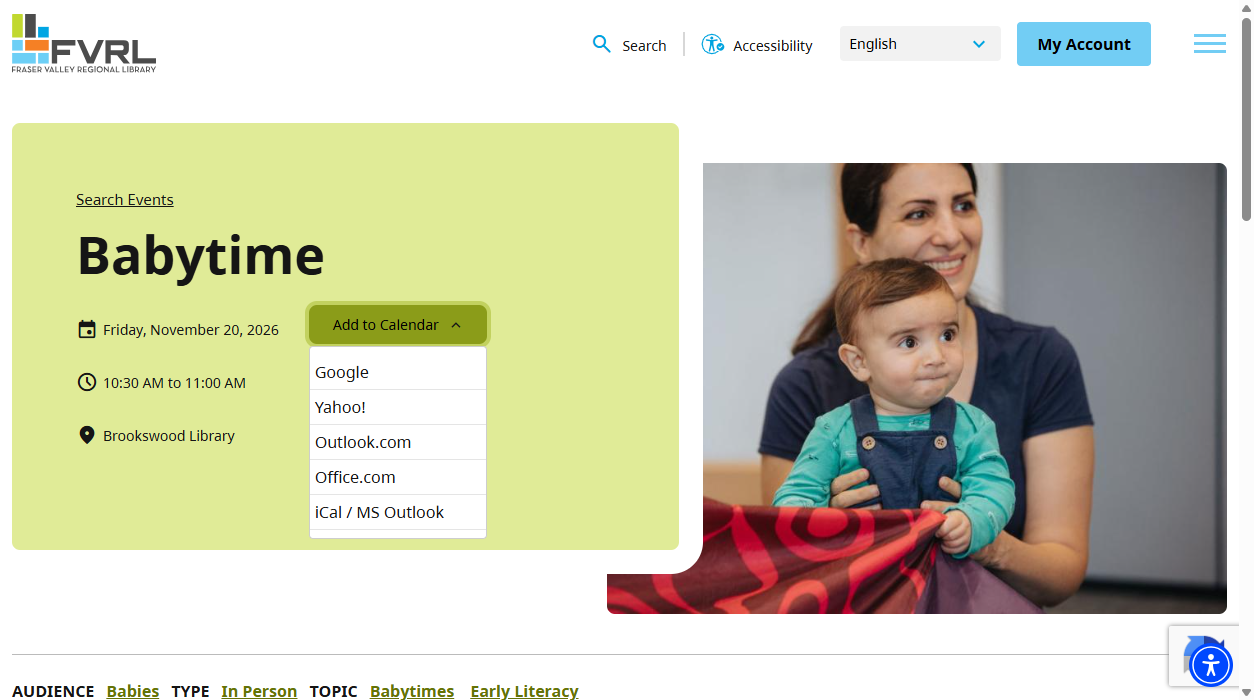 FVRL
FRASER VALLEY REGIONAL LIBRARY
Search
Accessibility
English
My Account
Search Events
Babytime
Friday, November 20, 2026
10:30 AM to 11:00 AM
Brookswood Library
Add to Calendar
Google
Yahoo!
Outlook.com
Office.com
iCal / MS Outlook
AUDIENCE Babies TYPE In Person TOPIC Babytimes Early Literacy